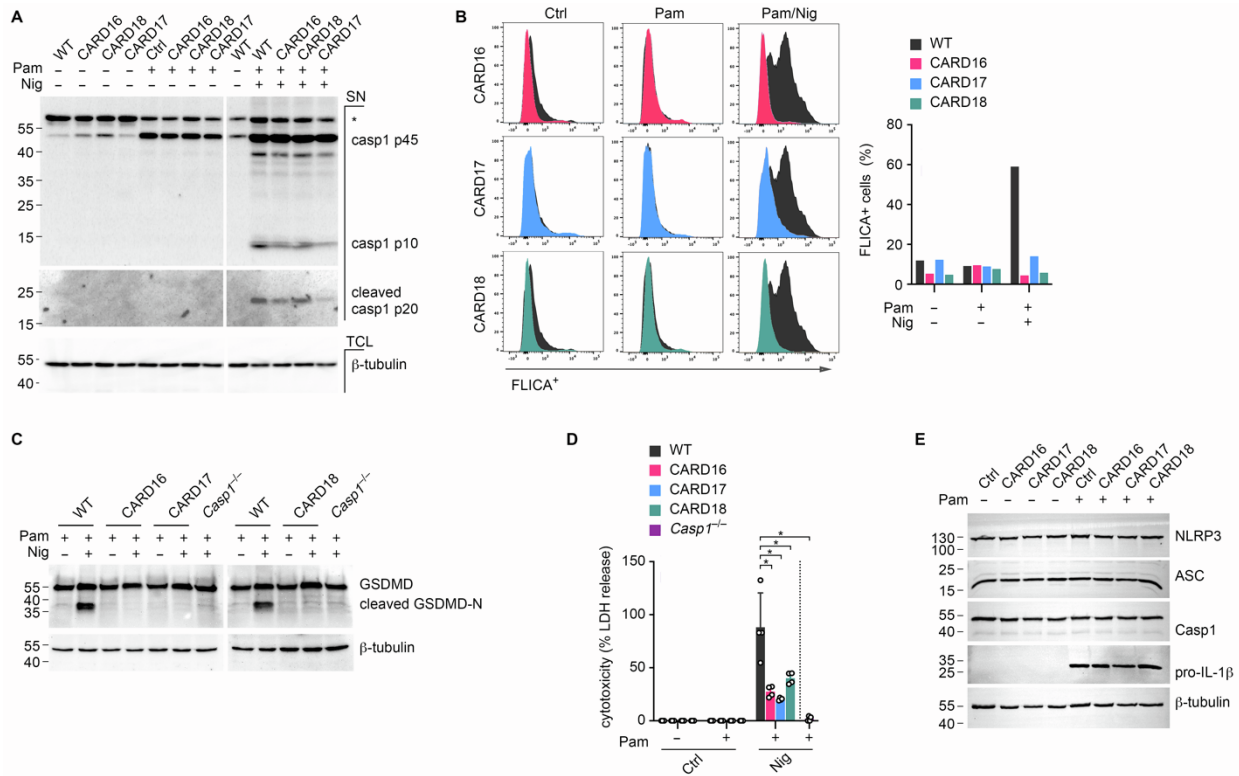 A
WT CARD16 CARD18 CARD17 Ctrl CARD16 CARD18 CARD17 WT WT CARD16 CARD18 CARD17
Pam – – – – + + + + – + + + +
Nig – – – – – – – – – + + + +
SN
*
55
casp1 p45
40
35
25
15
casp1 p10
25
cleaved
casp1 p20
15
TCL
55
β-tubulin
40
B
Ctrl Pam Pam/Nig
CARD16
CARD17
CARD18
FLICA+
WT
CARD16
CARD17
CARD18
FLICA+ cells (%)
80
60
40
20
0
Pam – + +
Nig – – +
C
WT CARD16 CARD17 Casp1–/– WT CARD18 Casp1–/–
Pam + + + + + + + + + + + +
Nig – + – + – + + – + – + +
55 GSDMD
40
35 cleaved GSDMD-N
55 β-tubulin
40
D
WT
CARD16
CARD17
CARD18
Casp1–/–
cytotoxicity (% LDH release)
150
100
50
0
* * * *
Pam – + + +
Ctrl Nig
E
Ctrl CARD16 CARD17 CARD18 Ctrl CARD16 CARD17 CARD18
Pam – – – – + + + +
130 NLRP3
100
25 ASC
15
55 Casp1
40
35 pro-IL-1β
25
55 β-tubulin
40